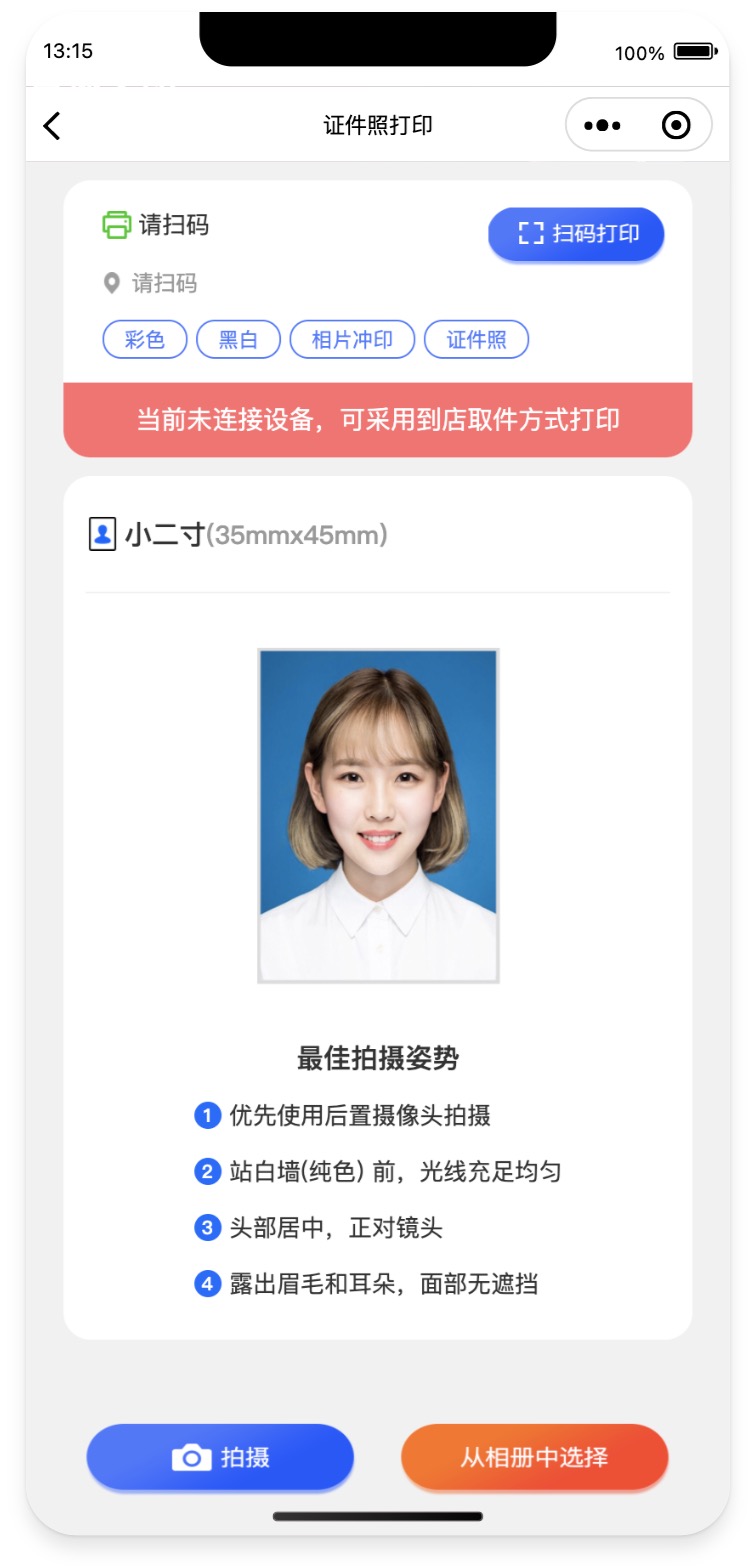 13:15
100%
证件照打印
请扫码
扫码打印
请扫码
彩色 黑白 相片冲印 证件照
当前未连接设备，可采用到店取件方式打印
小二寸(35mmx45mm)
最佳拍摄姿势
1 优先使用后置摄像头拍摄
2 站白墙(纯色) 前，光线充足均匀
3 头部居中，正对镜头
4 露出眉毛和耳朵，面部无遮挡
拍摄
从相册中选择